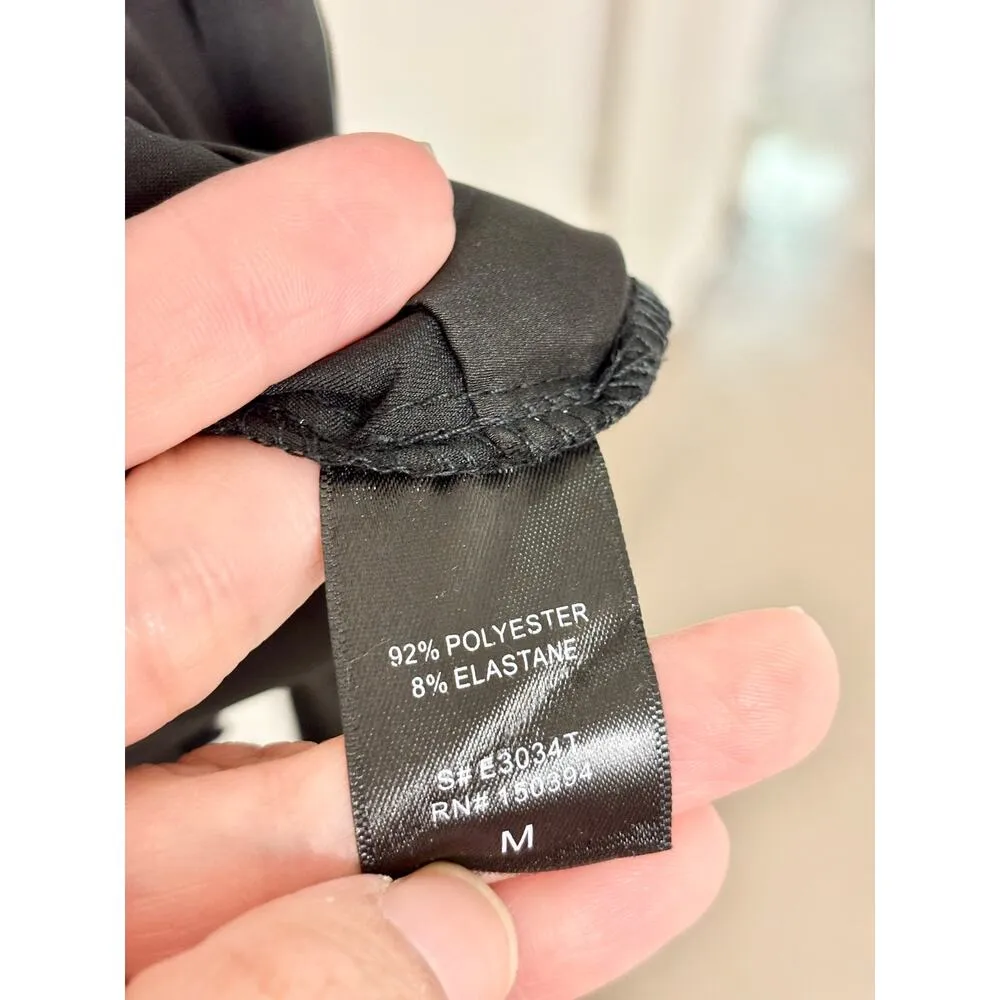 92% POLYESTER
8% ELASTANE
S# E3034T
RN# 150394
M